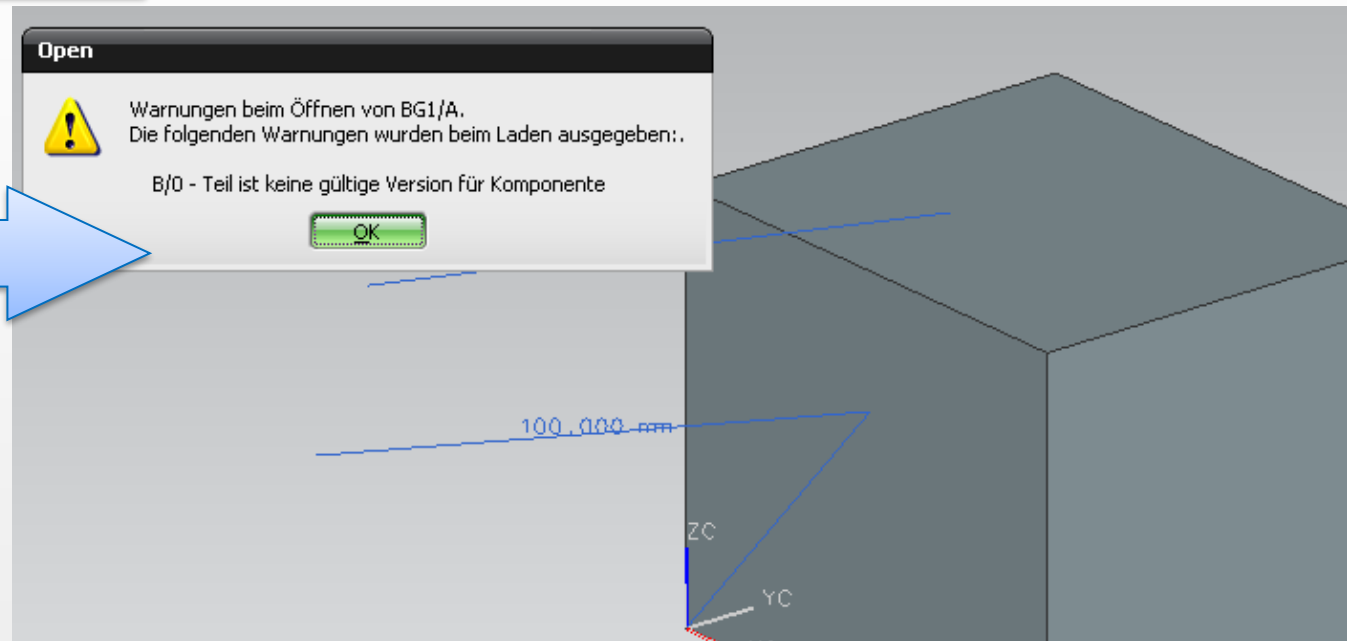 Open
Warnungen beim Öffnen von BG1/A.
Die folgenden Warnungen wurden beim Laden ausgegeben:.
B/0 - Teil ist keine gültige Version für Komponente
OK
100,000 mm
ZC
YC